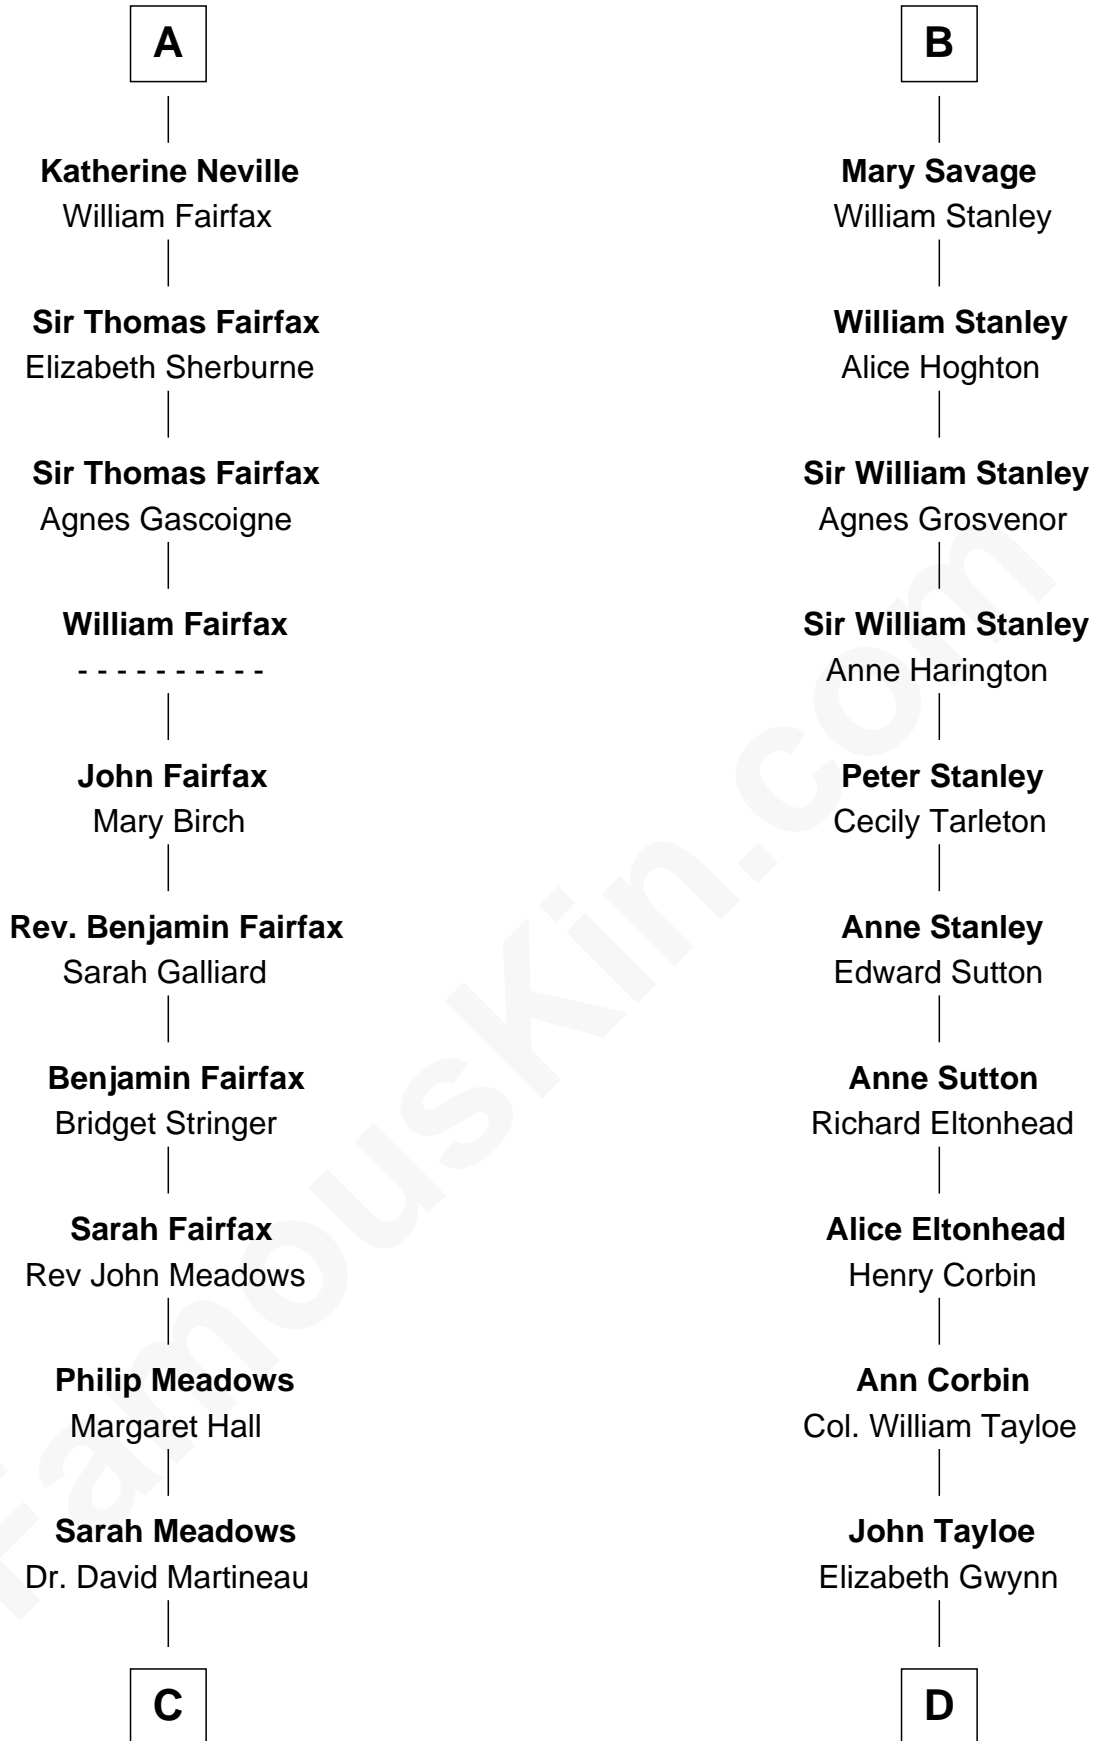 A
Katherine Neville
William Fairfax
Sir Thomas Fairfax
Elizabeth Sherburne
Sir Thomas Fairfax
Agnes Gascoigne
William Fairfax
- - - - - - - - - -
John Fairfax
Mary Birch
Rev. Benjamin Fairfax
Sarah Galliard
Benjamin Fairfax
Bridget Stringer
Sarah Fairfax
Rev John Meadows
Philip Meadows
Margaret Hall
Sarah Meadows
Dr. David Martineau
C
B
Mary Savage
William Stanley
William Stanley
Alice Hoghton
Sir William Stanley
Agnes Grosvenor
Sir William Stanley
Anne Harington
Peter Stanley
Cecily Tarleton
Anne Stanley
Edward Sutton
Anne Sutton
Richard Eltonhead
Alice Eltonhead
Henry Corbin
Ann Corbin
Col. William Tayloe
John Tayloe
Elizabeth Gwynn
D
FamousKin.com